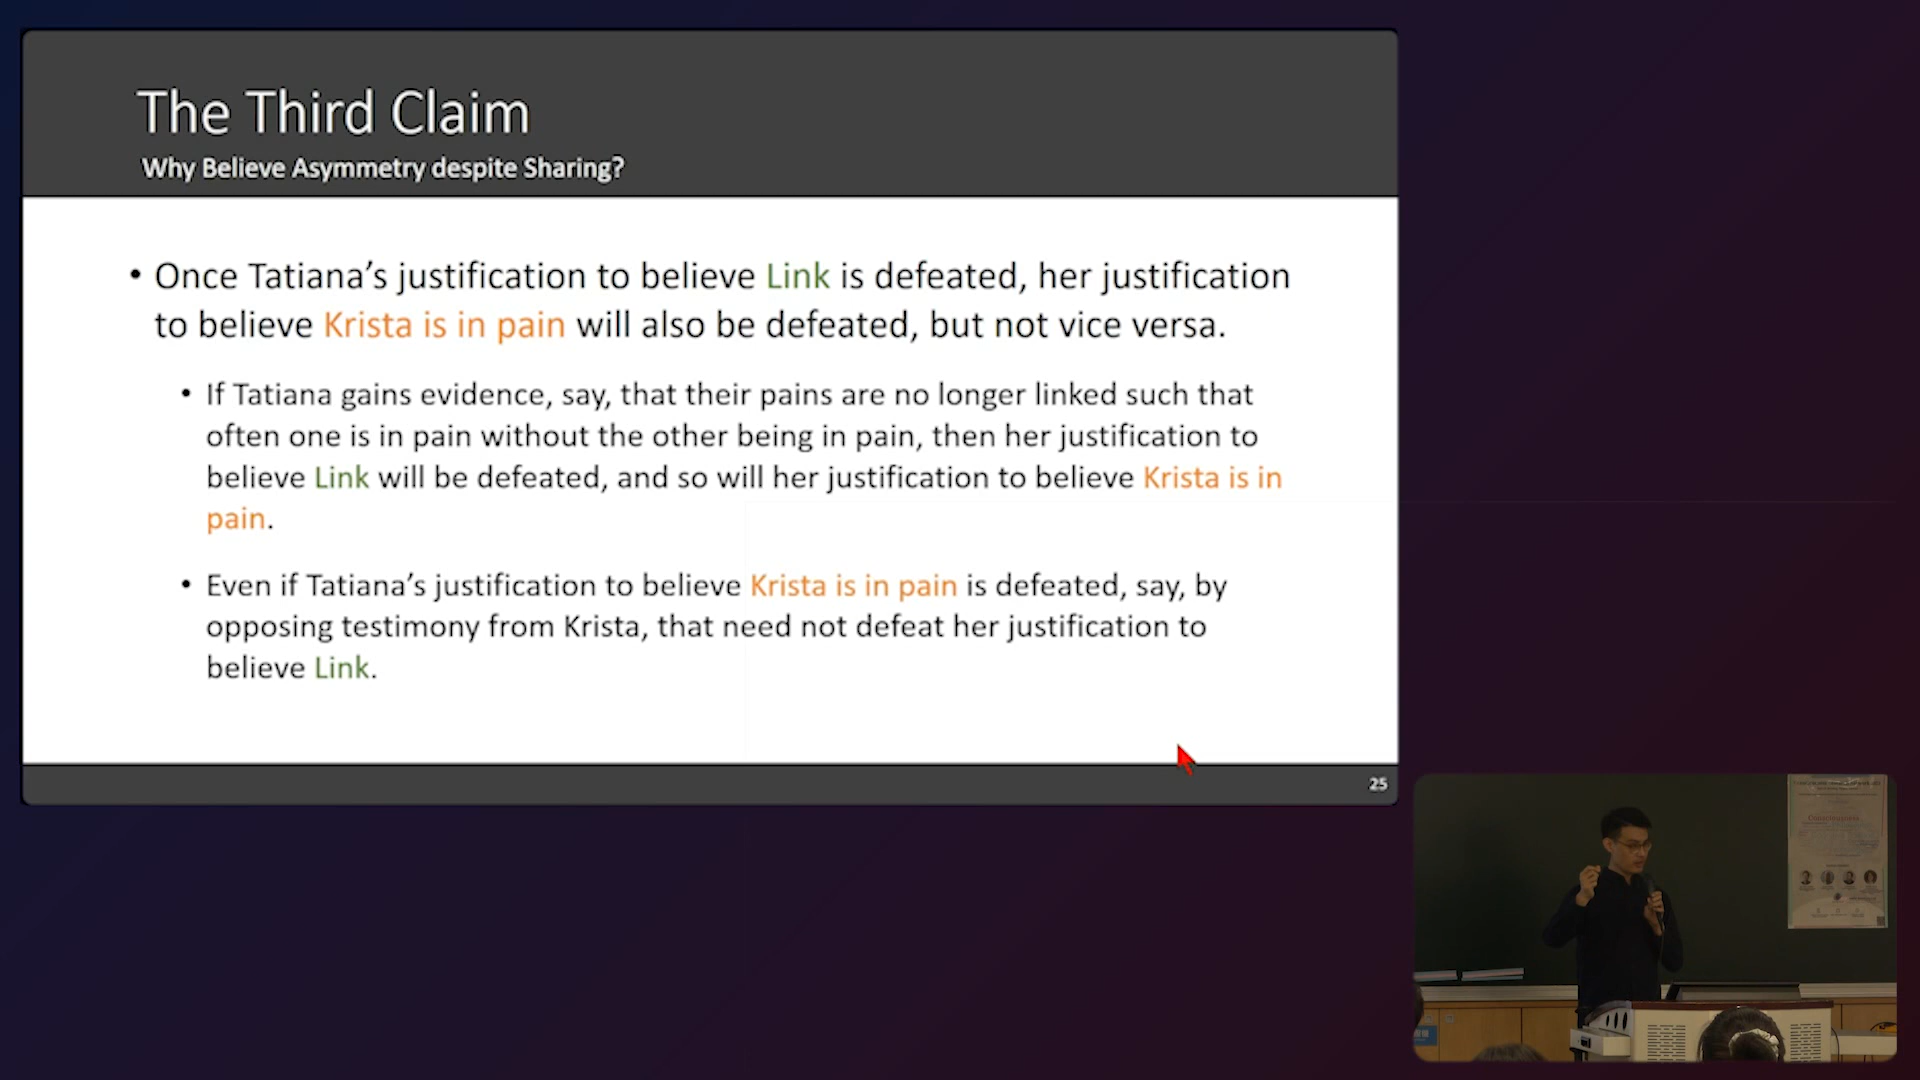 The Third Claim
Why Believe Asymmetry despite Sharing?
• Once Tatiana’s justification to believe Link is defeated, her justification
to believe Krista is in pain will also be defeated, but not vice versa.
• If Tatiana gains evidence, say, that their pains are no longer linked such that
often one is in pain without the other being in pain, then her justification to
believe Link will be defeated, and so will her justification to believe Krista is in
pain.
• Even if Tatiana’s justification to believe Krista is in pain is defeated, say, by
opposing testimony from Krista, that need not defeat her justification to
believe Link.
25